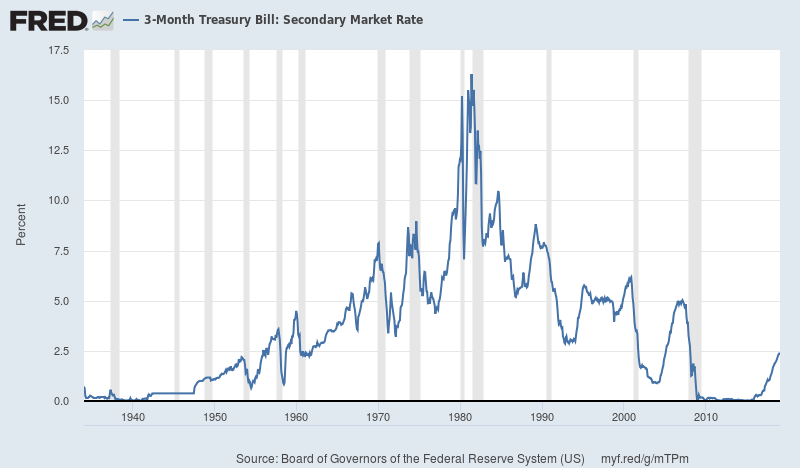 FRED 3-Month Treasury Bill: Secondary Market Rate
17.5
15.0
12.5
10.0
7.5
5.0
2.5
0.0
Percent
1940 1950 1960 1970 1980 1990 2000 2010
Source: Board of Governors of the Federal Reserve System (US) myf.red/g/mTPm